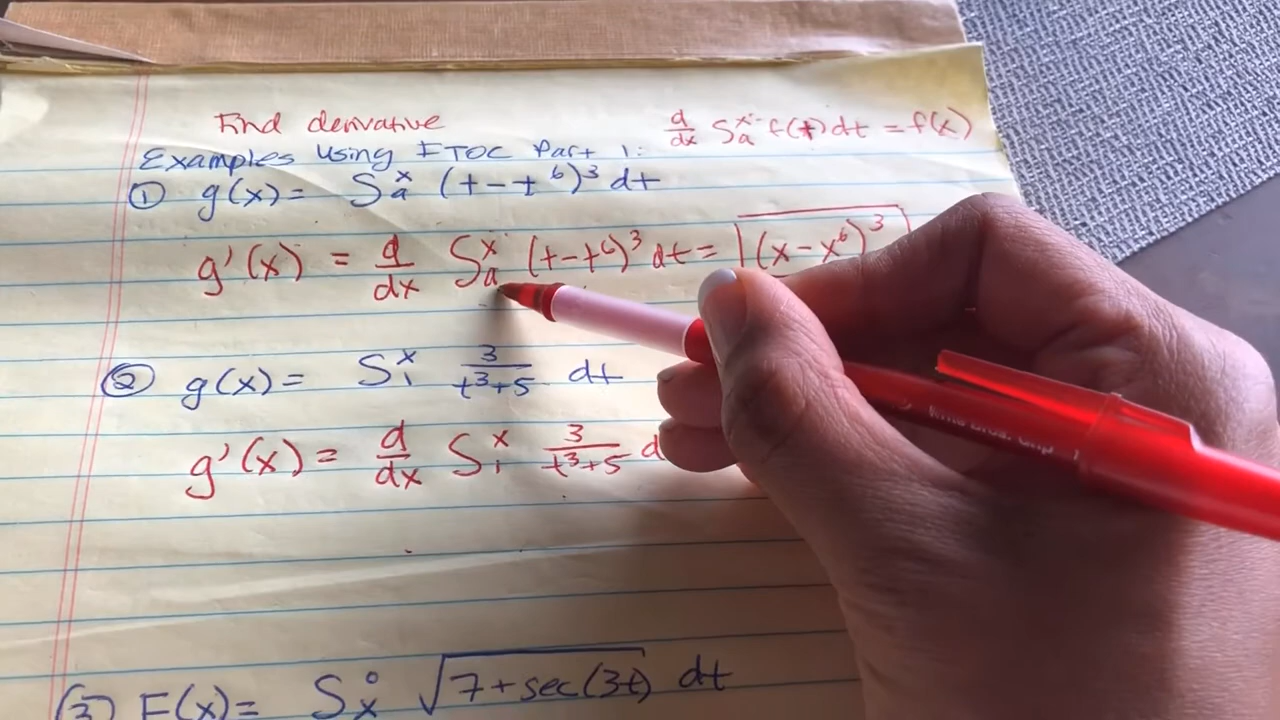 Find derivative
d/dx ∫ₐˣ f(t)dt = f(x)
Examples using FTOC Part 1:
① g(x) = ∫ₐˣ (t-t⁶)³ dt
g'(x) = d/dx ∫ₐˣ (t-t⁶)³ dt = (x-x⁶)³
② g(x) = ∫₁ˣ 3/(t³+5) dt
g'(x) = d/dx ∫₁ˣ 3/(t³+5) d
③ F(x) = ∫ₓ⁰ √(7+sec(3t)) dt